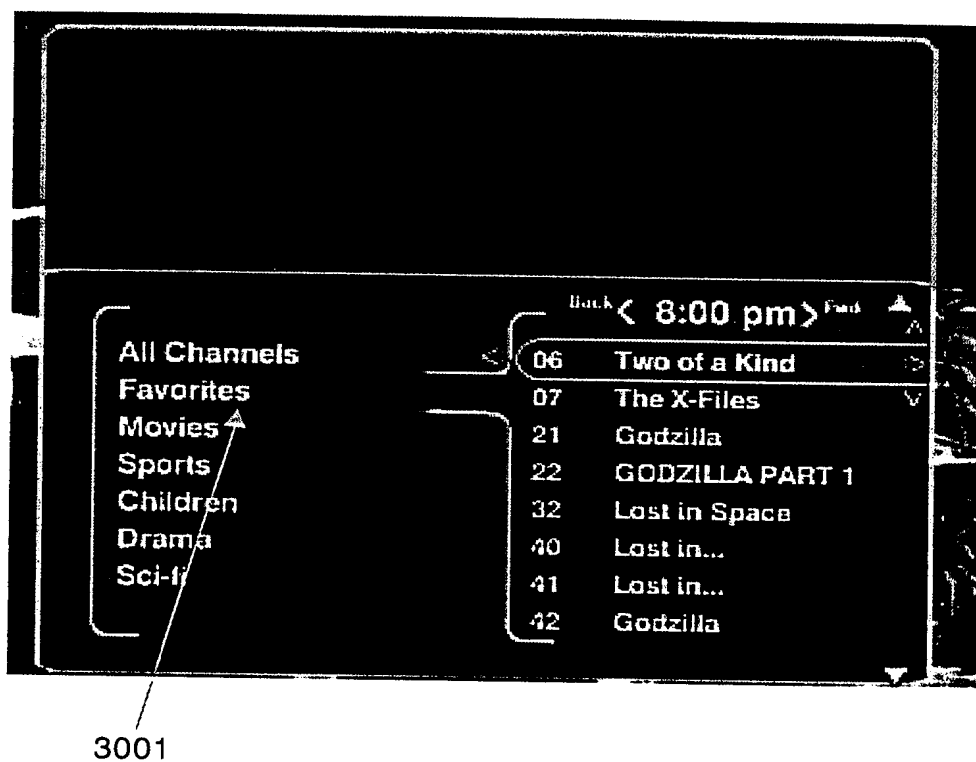 Back < 8:00 pm > Fwd
All Channels
Favorites
Movies
Sports
Children
Drama
Sci-fi
06 Two of a Kind
07 The X-Files
21 Godzilla
22 GODZILLA PART 1
32 Lost in Space
40 Lost in...
41 Lost in...
42 Godzilla
3001